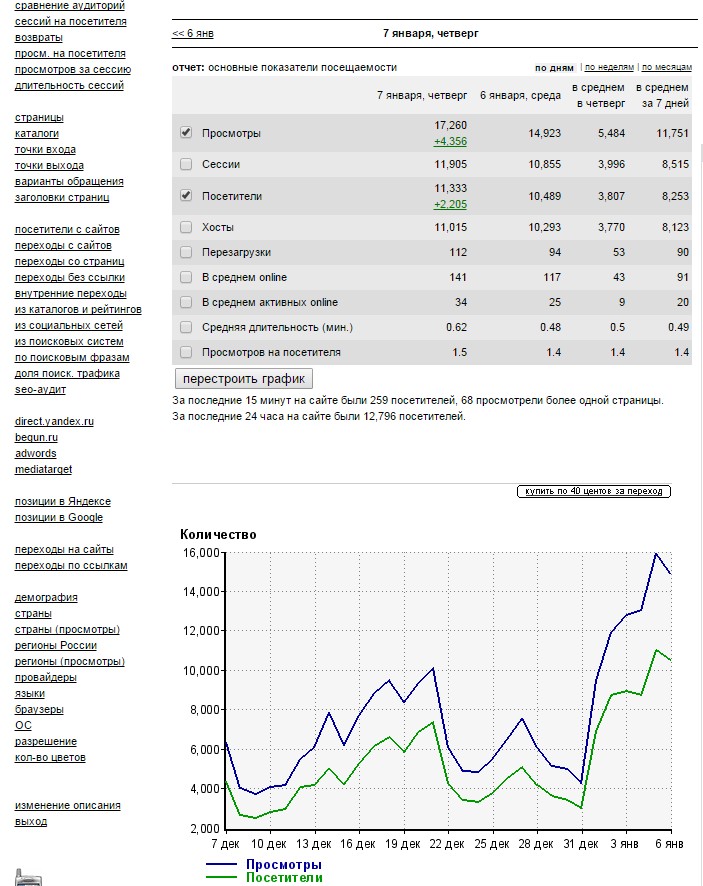 сравнение аудиторий
сессий на посетителя
возвраты
просм. на посетителя
просмотров за сессию
длительность сессий
страницы
каталоги
точки входа
точки выхода
варианты обращения
заголовки страниц
посетители с сайтов
переходы с сайтов
переходы со страниц
переходы без ссылки
внутренние переходы
из каталогов и рейтингов
из социальных сетей
из поисковых систем
по поисковым фразам
доля поиск. трафика
seo-аудит
direct.yandex.ru
begun.ru
adwords
mediatarget
позиции в Яндексе
позиции в Google
переходы на сайты
переходы по ссылкам
демография
страны
страны (просмотры)
регионы России
регионы (просмотры)
провайдеры
языки
браузеры
ОС
разрешение
кол-во цветов
изменение описания
выход
<< 6 янв 7 января, четверг
отчет: основные показатели посещаемости по дням | по неделям | по месяцам
7 января, четверг 6 января, среда в среднем в четверг в среднем за 7 дней
Просмотры 17,260 +4,356 14,923 5,484 11,751
Сессии 11,905 10,855 3,996 8,515
Посетители 11,333 +2,205 10,489 3,807 8,253
Хосты 11,015 10,293 3,770 8,123
Перезагрузки 112 94 53 90
В среднем online 141 117 43 91
В среднем активных online 34 25 9 20
Средняя длительность (мин.) 0.62 0.48 0.5 0.49
Просмотров на посетителя 1.5 1.4 1.4 1.4
перестроить график
За последние 15 минут на сайте были 259 посетителей, 68 просмотрели более одной страницы.
За последние 24 часа на сайте были 12,796 посетителей.
купить по 40 центов за переход
Количество
16,000
14,000
12,000
10,000
8,000
6,000
4,000
2,000
7 дек 10 дек 13 дек 16 дек 19 дек 22 дек 25 дек 28 дек 31 дек 3 янв 6 янв
Просмотры
Посетители